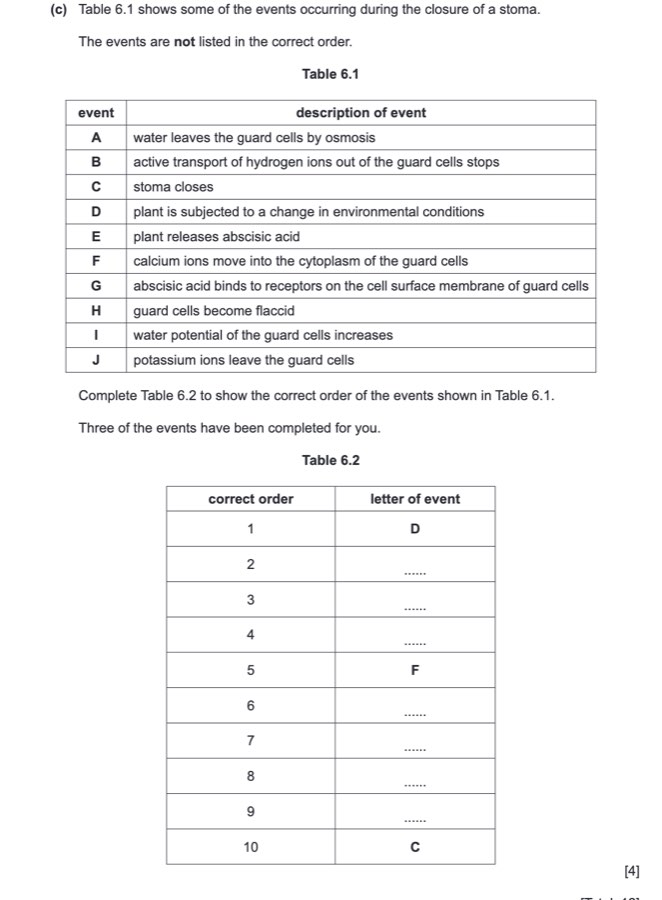 (c) Table 6.1 shows some of the events occurring during the closure of a stoma.
The events are not listed in the correct order.
Table 6.1
event description of event
A water leaves the guard cells by osmosis
B active transport of hydrogen ions out of the guard cells stops
C stoma closes
D plant is subjected to a change in environmental conditions
E plant releases abscisic acid
F calcium ions move into the cytoplasm of the guard cells
G abscisic acid binds to receptors on the cell surface membrane of guard cells
H guard cells become flaccid
I water potential of the guard cells increases
J potassium ions leave the guard cells
Complete Table 6.2 to show the correct order of the events shown in Table 6.1.
Three of the events have been completed for you.
Table 6.2
correct order letter of event
1 D
2 ......
3 ......
4 ......
5 F
6 ......
7 ......
8 ......
9 ......
10 C
[4]